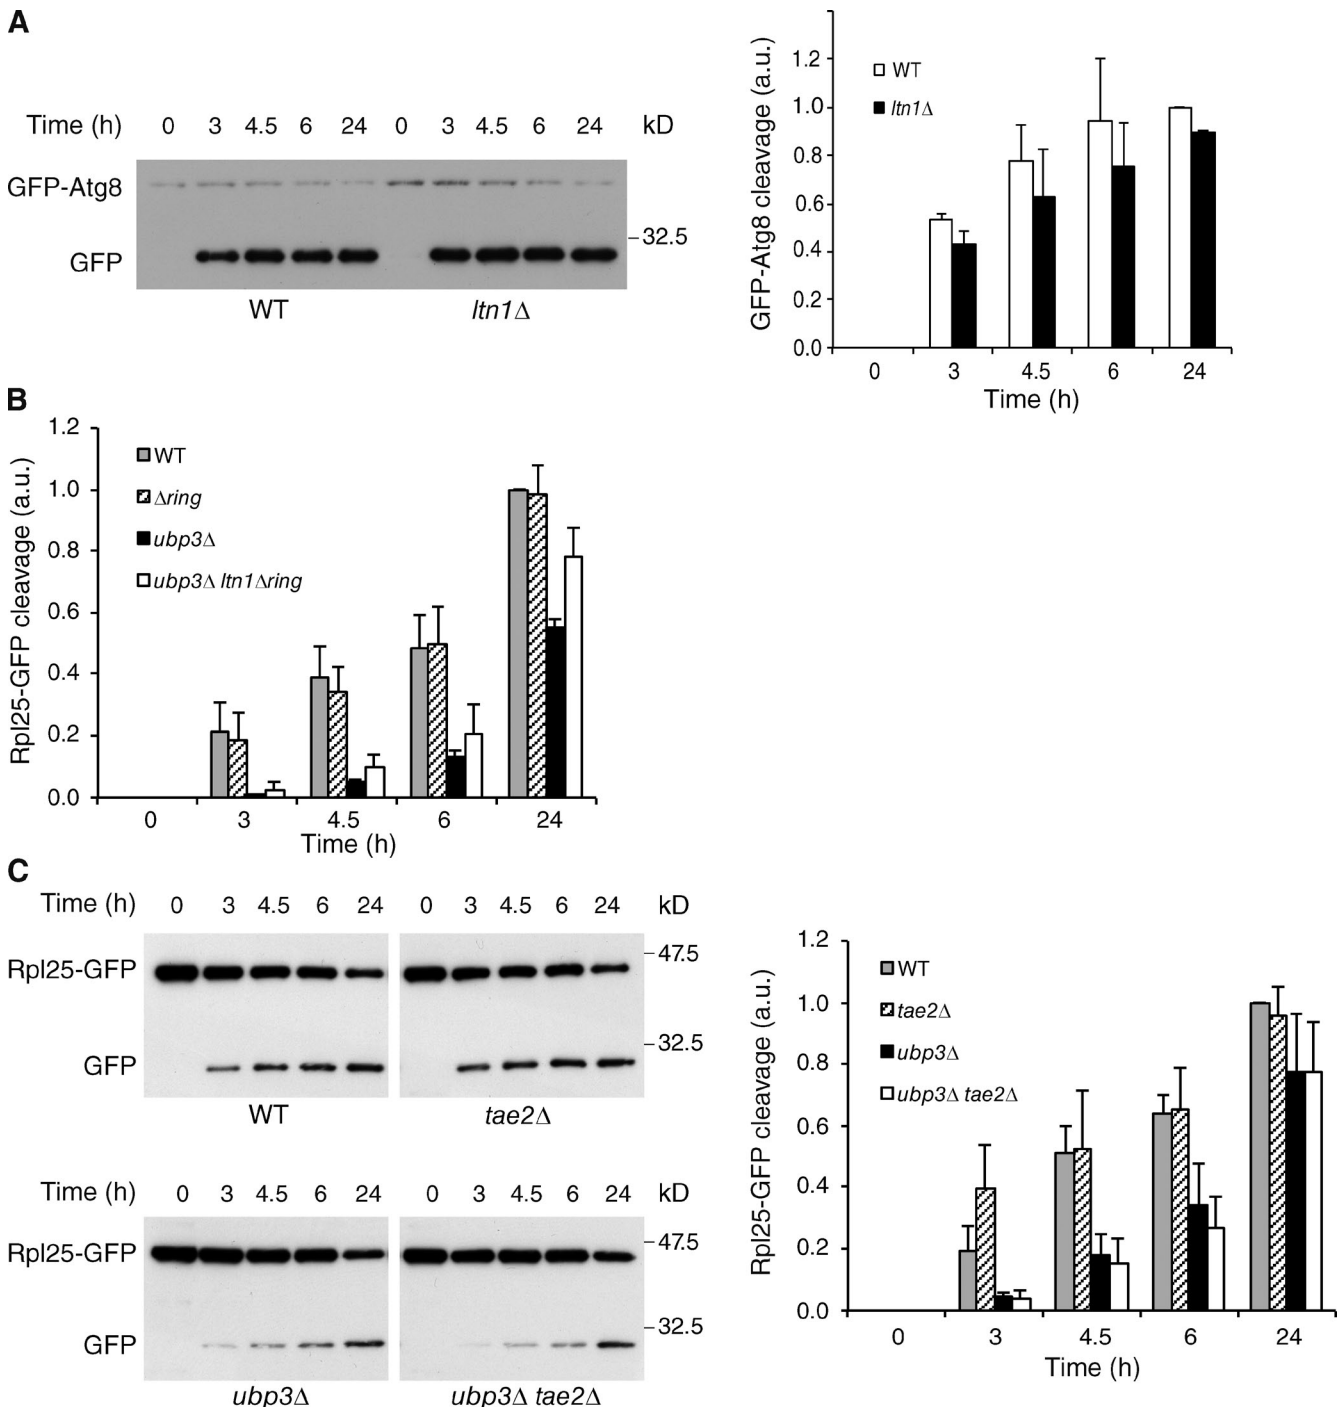 A
Time (h) 0 3 4.5 6 24 0 3 4.5 6 24 kD
GFP-Atg8
32.5
GFP
WT ltn1Δ
GFP-Atg8 cleavage (a.u.)
1.2
1.0
0.8
0.6
0.4
0.2
0.0
WT
ltn1Δ
0 3 4.5 6 24
Time (h)
B
Rpl25-GFP cleavage (a.u.)
1.2
1.0
0.8
0.6
0.4
0.2
0.0
WT
Δring
ubp3Δ
ubp3Δ ltn1Δring
0 3 4.5 6 24
Time (h)
C
Time (h) 0 3 4.5 6 24 0 3 4.5 6 24 kD
47.5
Rpl25-GFP
32.5
GFP
WT tae2Δ
Time (h) 0 3 4.5 6 24 0 3 4.5 6 24 kD
47.5
Rpl25-GFP
32.5
GFP
ubp3Δ ubp3Δ tae2Δ
Rpl25-GFP cleavage (a.u.)
1.2
1.0
0.8
0.6
0.4
0.2
0.0
WT
tae2Δ
ubp3Δ
ubp3Δ tae2Δ
0 3 4.5 6 24
Time (h)